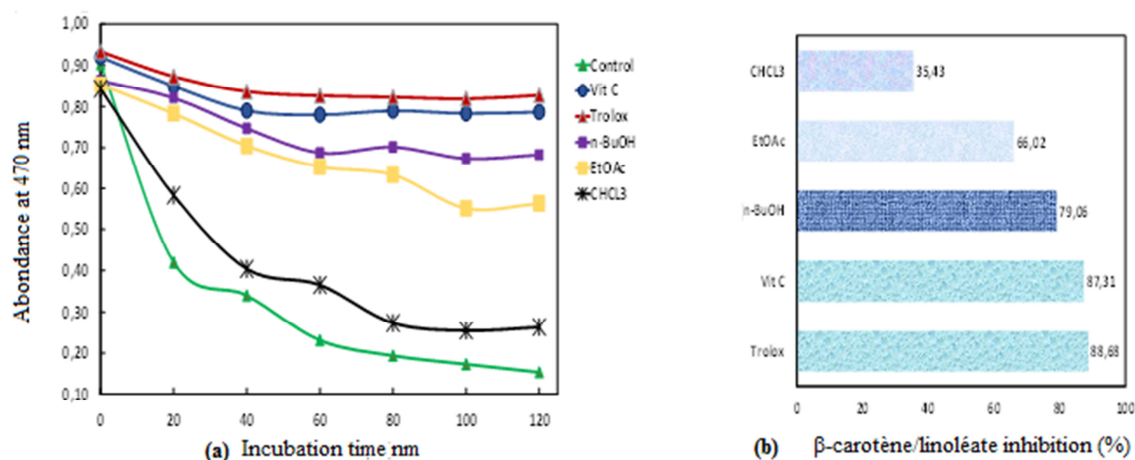 1,00
0,90
0,80
0,70
0,60
0,50
0,40
0,30
0,20
0,10
Abondance at 470 nm
0 20 40 60 80 100 120
(a) Incubation time nm
Control
Vit C
Trolox
n-BuOH
EtOAc
CHCL3
CHCL3 35,43
EtOAc 66,02
n-BuOH 79,06
Vit C 87,31
Trolox 88,68
0 20 40 60 80 100
(b) β-carotène/linoléate inhibition (%)